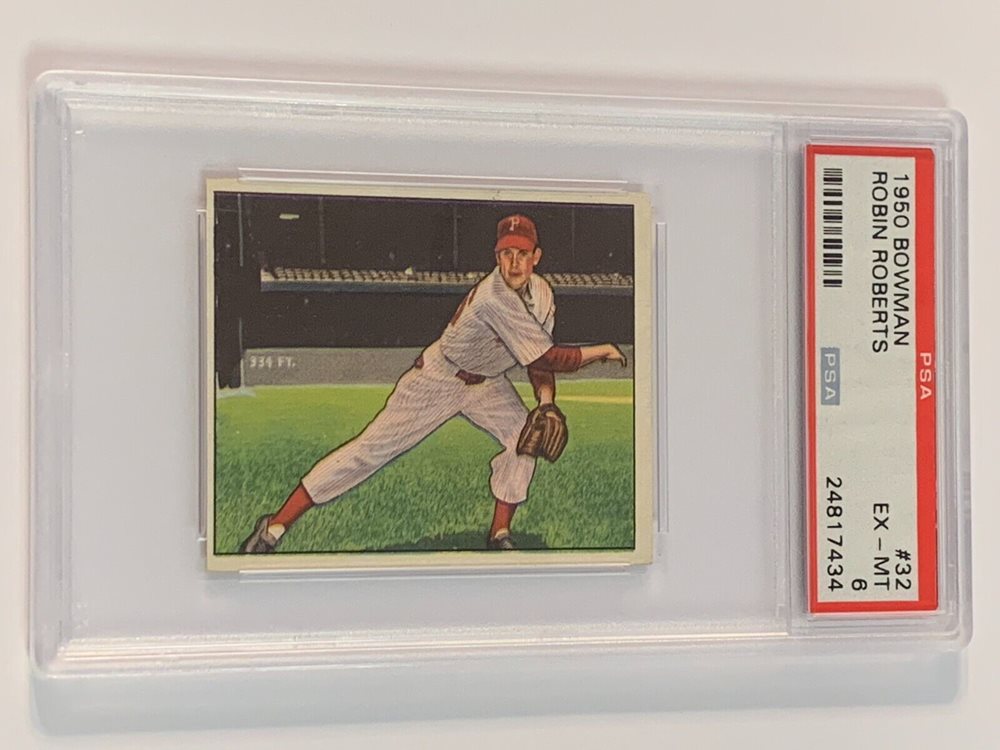 PSA
1950 BOWMAN #32
ROBIN ROBERTS EX - MT
PSA 6
24817434
P
334 FT.